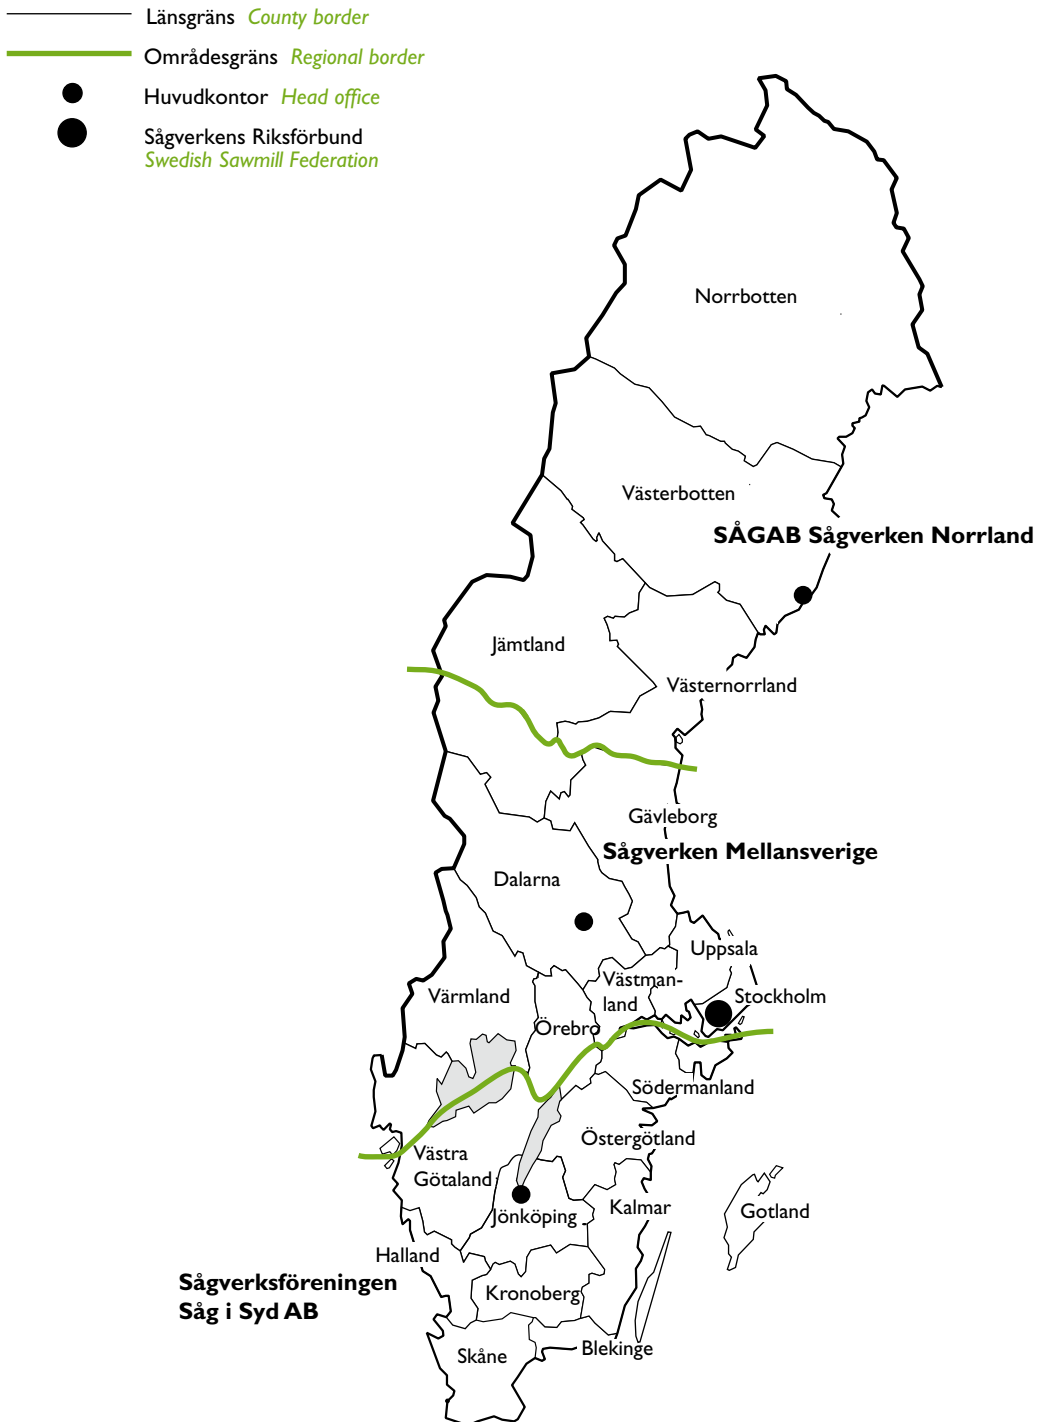 Länsgräns County border
Områdesgräns Regional border
Huvudkontor Head office
Sågverkens Riksförbund
Swedish Sawmill Federation
Norrbotten
Västerbotten
SÅGAB Sågverken Norrland
Jämtland
Västernorrland
Gävleborg
Sågverken Mellansverige
Dalarna
Uppsala
Västman-
land
Värmland
Stockholm
Örebro
Södermanland
Östergötland
Västra
Götaland
Kalmar
Gotland
Jönköping
Halland
Sågverksföreningen
Såg i Syd AB
Kronoberg
Blekinge
Skåne